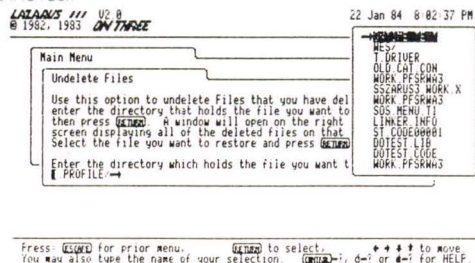 LAZARUS /// V2.0
© 1982, 1983 ON THREE
22 Jan 84 8:02:37 PM
Main Menu
Undelete Files
Use this option to undelete Files that you have del
enter the directory that holds the file you want to
then press RETURN. A window will open on the right
screen displaying all of the deleted files on that
Select the file you want to restore and press RETURN
Enter the directory which holds the file you want t
.PROFILE/
WES/
T.DRIVER
OLD.CAT.CON
WORK.PFSRWA3
SSZARUS3.WORK.X
WORK.PFSRWA3
SOS.MENU.T1
LINKER.INFO
ST.CODE00001
DOTEST.LIB
DOTEST.CODE
WORK.PFSRWA3
Press: ESCAPE for prior menu. RETURN to select. ← → ↓ ↑ to move.
You may also type the name of your selection. -?, or -? for HELP.